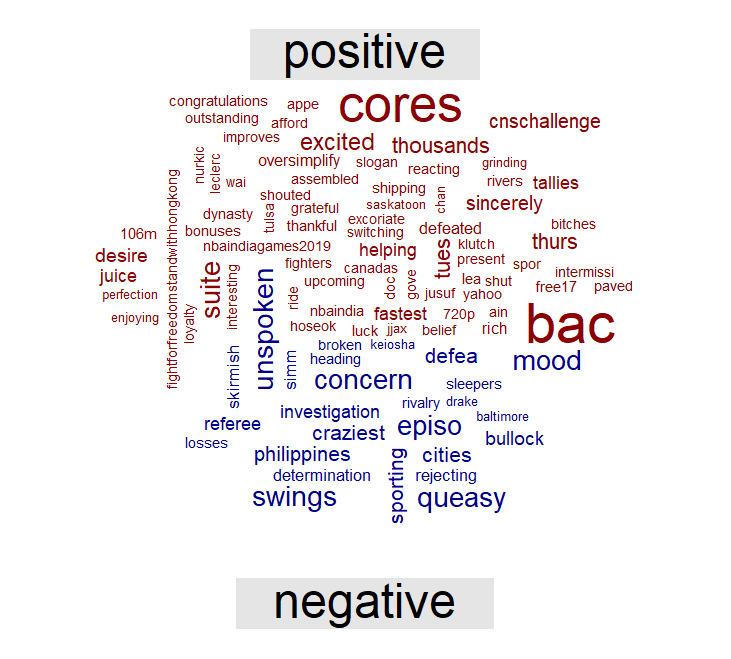 positive
congratulations appe cores
outstanding afford cnschallenge
improves excited thousands
nurkic leclerc oversimplify slogan reacting grinding
wai assembled shipping chan rivers tallies
shouted saskatoon sincerely
dynasty tulsa grateful excoriate
106m bonuses thankful switching defeated bitches
fightforfreedomstandwithhongkong
desire nbaindiagames2019 helping tues klutch thurs
juice suite interesting fighters canadas doc gove present spor intermissi
perfection upcoming lea shut free17 paved
ride jusuf yahoo
enjoying loyalty nbaindia fastest 720p ain bac
hoseok luck jjax belief rich
unspoken broken keiosha
skirmish simm heading defea mood
concern sleepers
rivalry drake
referee investigation episo baltimore
losses craziest bullock
philippines cities
determination sporting rejecting
swings queasy
negative